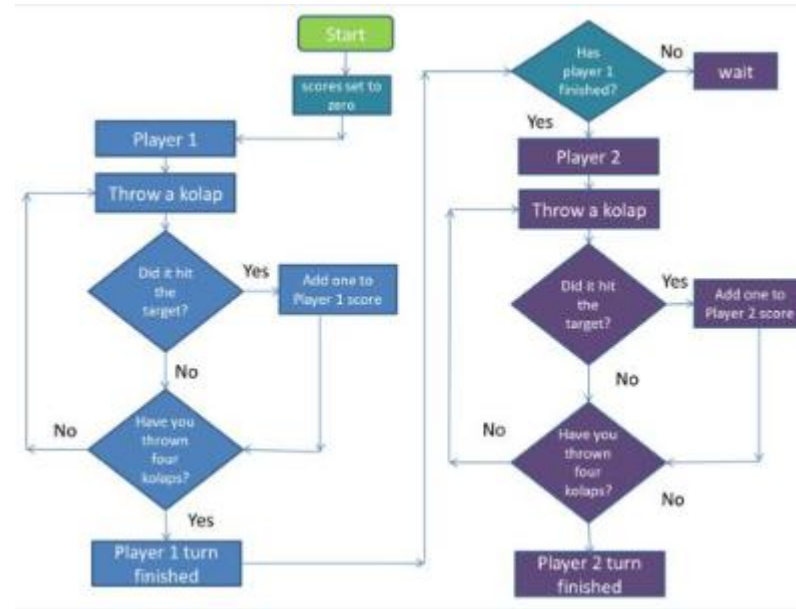 Start
scores set to
zero
Player 1
Throw a kolap
Did it hit
the
target?
Yes
Add one to
Player 1 score
No
Have you
thrown
four
kolaps?
No
Yes
Player 1 turn
finished
Has
player 1
finished?
No
wait
Yes
Player 2
Throw a kolap
Did it hit
the
target?
Yes
Add one to
Player 2 score
No
Have you
thrown
four
kolaps?
No
No
Player 2 turn
finished